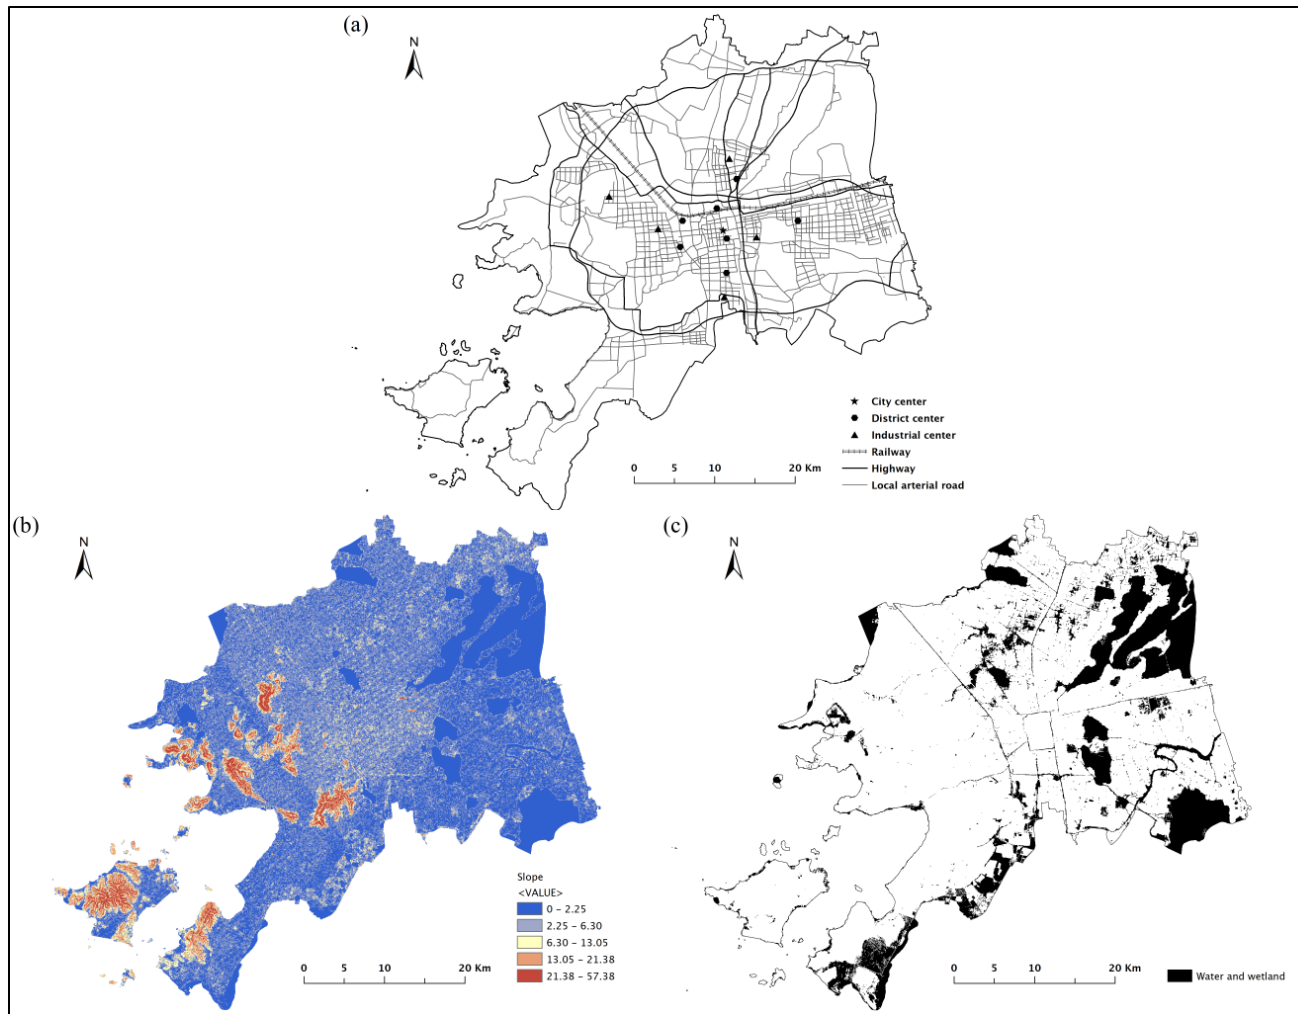 (a)
N
City center
District center
Industrial center
Railway
Highway
Local arterial road
0 5 10 20 Km
(b)
(c)
N
N
Slope
<VALUE>
0 – 2.25
2.25 – 6.30
6.30 – 13.05
13.05 – 21.38
21.38 – 57.38
0 5 10 20 Km
0 5 10 20 Km
Water and wetland